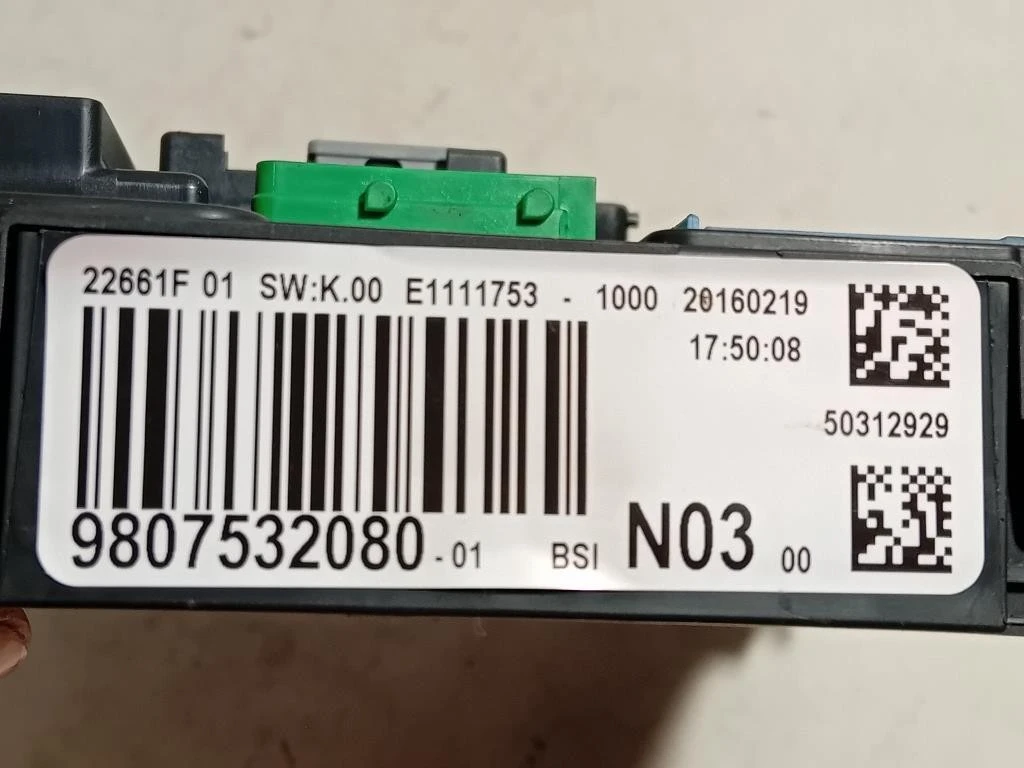 22661F 01 SW:K.00 E1111753 - 1000 20160219
17:50:08
50312929
9807532080 - 01 BSI N03 00